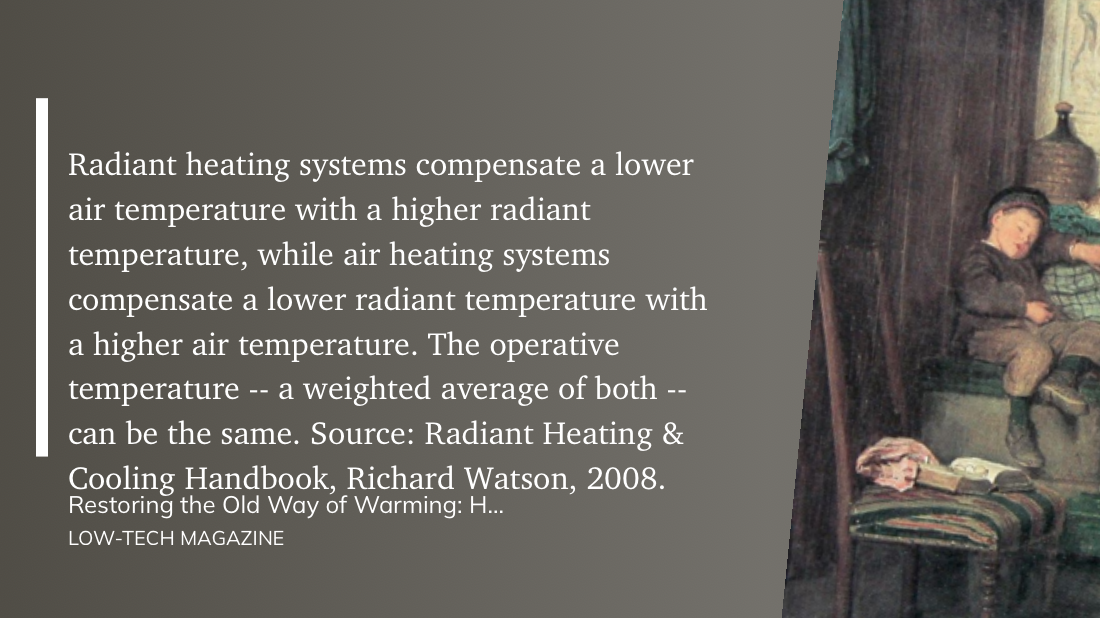 Radiant heating systems compensate a lower
air temperature with a higher radiant
temperature, while air heating systems
compensate a lower radiant temperature with
a higher air temperature. The operative
temperature -- a weighted average of both --
can be the same. Source: Radiant Heating &
Cooling Handbook, Richard Watson, 2008.
Restoring the Old Way of Warming: H...
LOW-TECH MAGAZINE